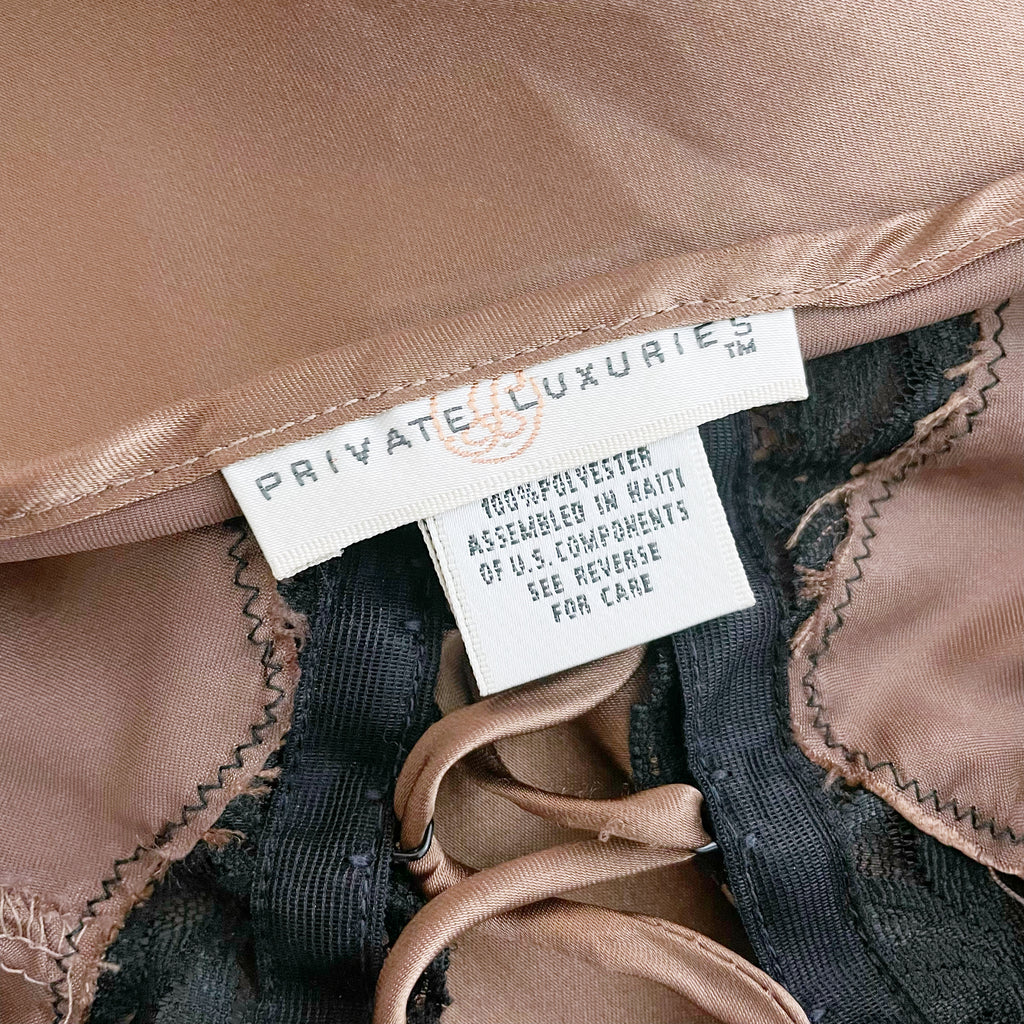 PRIVATE LUXURIES™
100% POLYESTER
ASSEMBLED IN HAITI
OF U.S. COMPONENTS
SEE REVERSE
FOR CARE